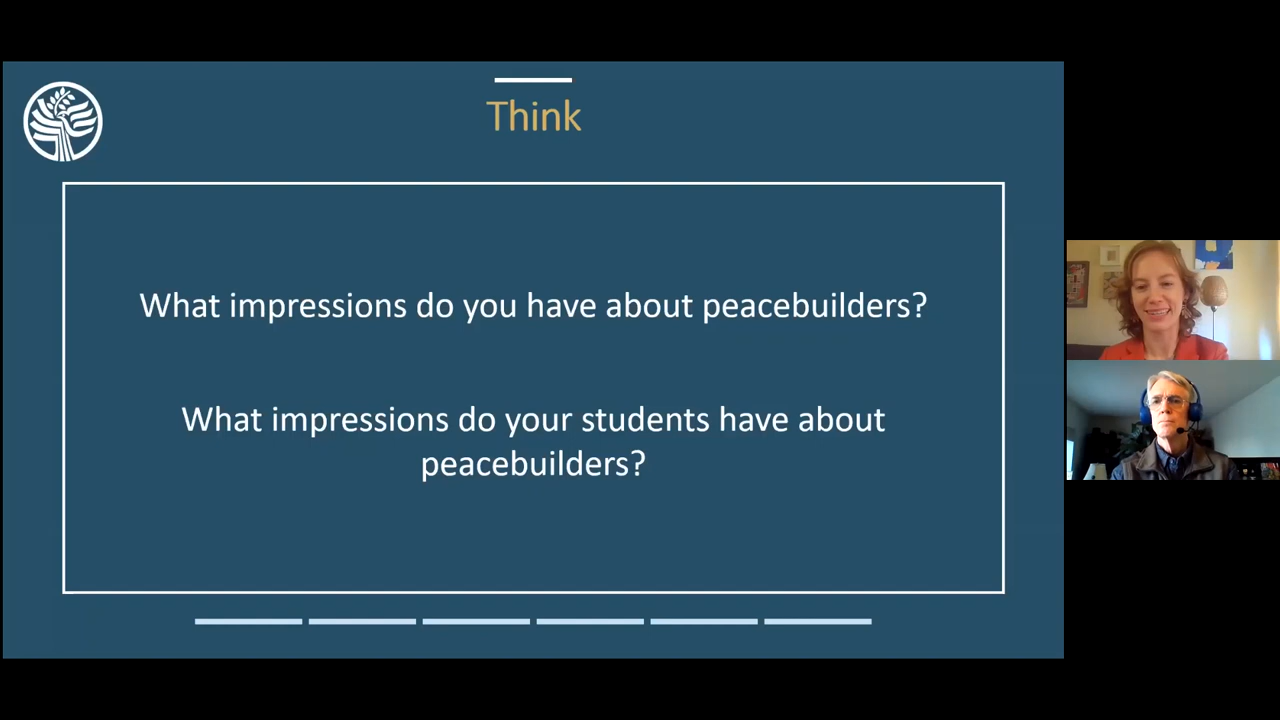 Think
What impressions do you have about peacebuilders?
What impressions do your students have about
peacebuilders?